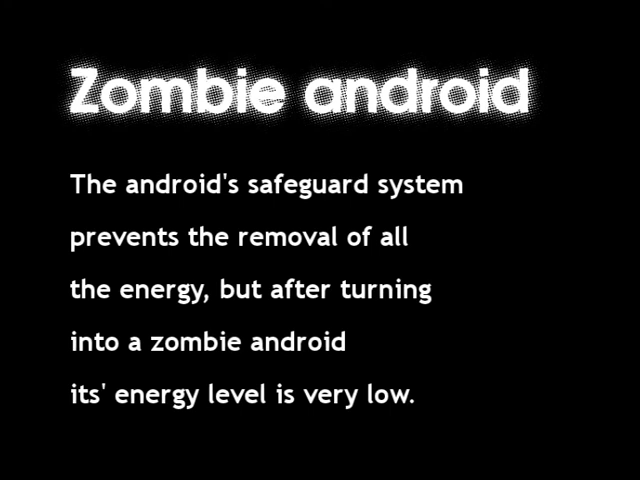 Zombie android
The android's safeguard system
prevents the removal of all
the energy, but after turning
into a zombie android
its' energy level is very low.